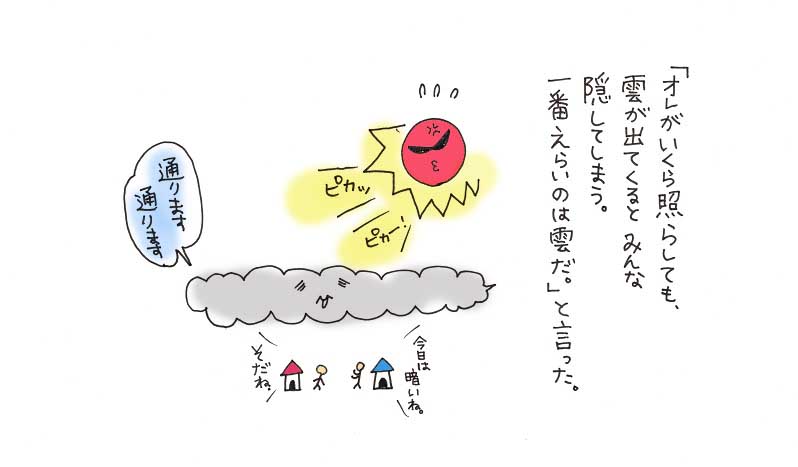 「オレがいくら照らしても、
雲が出てくるとみんな
隠してしまう。
一番えらいのは雲だ。」と言った。
ピカッ
ピカー!
通ります
通ります
今日は
暗いね。
そだね。